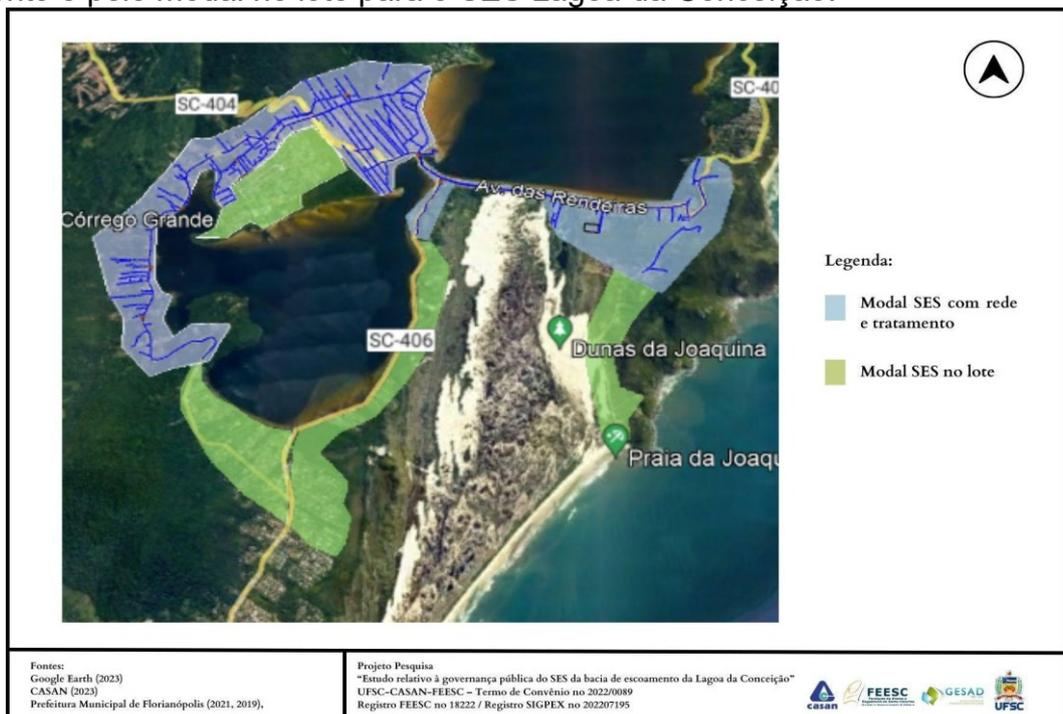 SC-404
SC-40
Av. das Rendeiras
Córrego Grande
SC-406
Dunas da Joaquina
Praia da Joaqu
Legenda:
Modal SES com rede
e tratamento
Modal SES no lote
Fontes:
Google Earth (2023)
CASAN (2023)
Prefeitura Municipal de Florianópolis (2021, 2019),
Projeto Pesquisa
“Estudo relativo à governança pública do SES da bacia de escoamento da Lagoa da Conceição”
UFSC-CASAN-FEESC – Termo de Convênio no 2022/0089
Registro FEESC no 18222 / Registro SIGPEX no 202207195
casan
FEESC
GESAD
UFSC